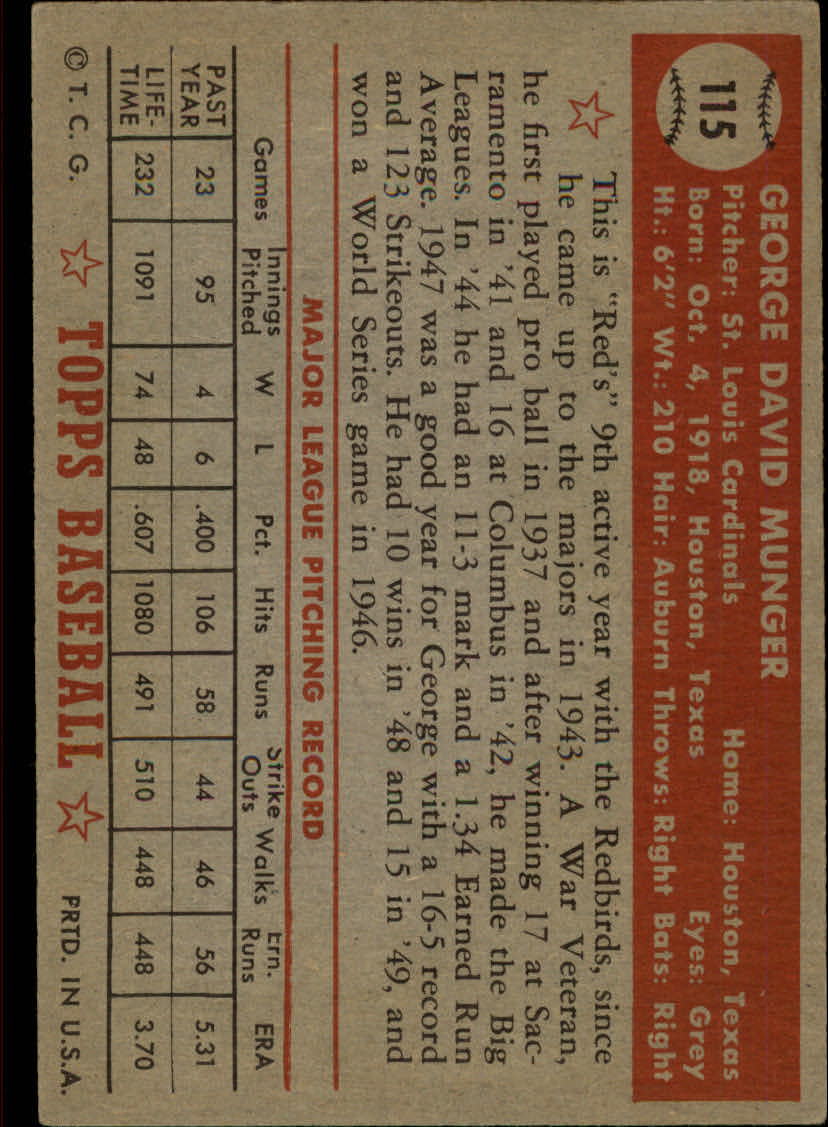 115
GEORGE DAVID MUNGER
Pitcher: St. Louis Cardinals Home: Houston, Texas
Born: Oct. 4, 1918, Houston, Texas Eyes: Grey
Ht.: 6'2" Wt.: 210 Hair: Auburn Throws: Right Bats: Right
This is "Red's" 9th active year with the Redbirds, since
he came up to the majors in 1943. A War Veteran,
he first played pro ball in 1937 and after winning 17 at Sac-
ramento in '41 and 16 at Columbus in '42, he made the Big
Leagues. In '44 he had an 11-3 mark and a 1.34 Earned Run
Average. 1947 was a good year for George with a 16-5 record
and 123 Strikeouts. He had 10 wins in '48 and 15 in '49, and
won a World Series game in 1946.
MAJOR LEAGUE PITCHING RECORD
Games Innings Pitched W L Pct. Hits Runs Strike Outs Walks Ern. Runs ERA
PAST YEAR 23 95 4 6 .400 106 58 44 46 56 5.31
LIFE-TIME 232 1091 74 48 .607 1080 491 510 448 448 3.70
© T. C. G. TOPPS BASEBALL PRTD. IN U.S.A.